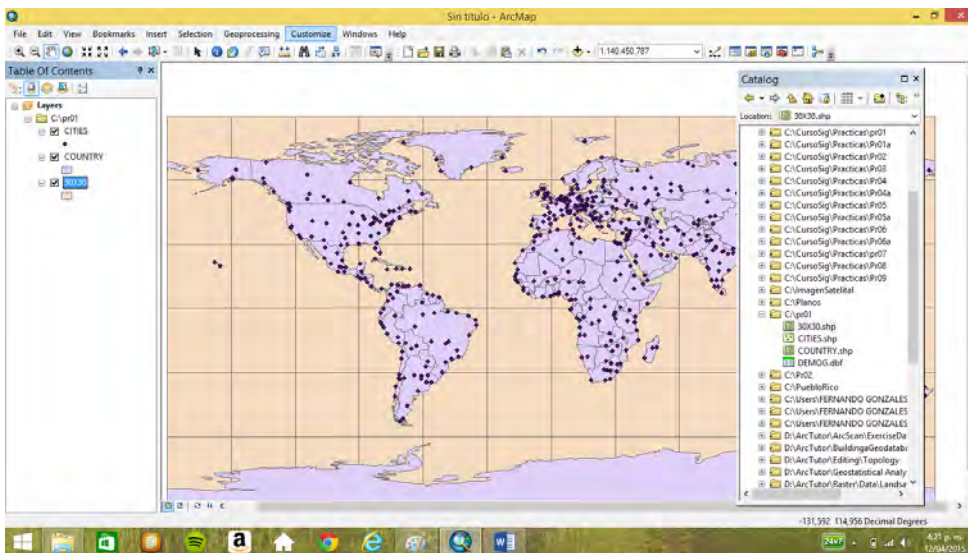 Sin título - ArcMap
File Edit View Bookmarks Insert Selection Geoprocessing Customize Windows Help
1:140.450.787
Table Of Contents
Layers
C:\pr01
CITIES
COUNTRY
30X30
Catalog
Location: 30X30.shp
C:\CursoSig\Practicas\pr01
C:\CursoSig\Practicas\Pr01a
C:\CursoSig\Practicas\Pr02
C:\CursoSig\Practicas\Pr03
C:\CursoSig\Practicas\Pr04
C:\CursoSig\Practicas\Pr04a
C:\CursoSig\Practicas\Pr05
C:\CursoSig\Practicas\Pr05a
C:\CursoSig\Practicas\Pr06
C:\CursoSig\Practicas\Pr06a
C:\CursoSig\Practicas\pr07
C:\CursoSig\Practicas\Pr08
C:\CursoSig\Practicas\Pr09
C:\ImagenSatelital
C:\Planos
C:\pr01
30X30.shp
CITIES.shp
COUNTRY.shp
DEMOG.dbf
C:\Pr02
C:\PuebloRico
C:\Users\FERNANDO GONZALES
C:\Users\FERNANDO GONZALES
C:\Users\FERNANDO GONZALES
D:\ArcTutor\ArcScan\ExerciseDa
D:\ArcTutor\BuildingaGeodatab
D:\ArcTutor\Editing\Topology
D:\ArcTutor\Geostatistical Analy
D:\ArcTutor\Raster\Data\Landsa
-131,592 114,956 Decimal Degrees
24x7
4:21 p. m.
12/04/2015